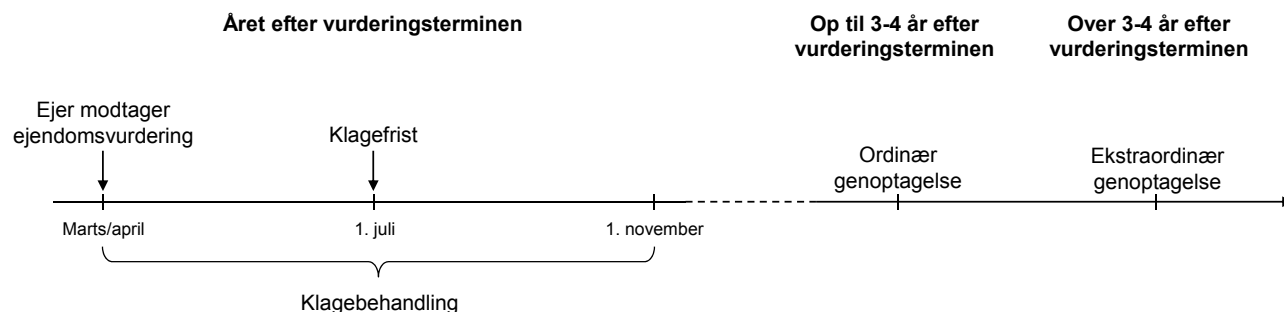 Året efter vurderingsterminen
Op til 3-4 år efter
vurderingsterminen
Over 3-4 år efter
vurderingsterminen
Ejer modtager
ejendomsvurdering
Klagefrist
Ordinær
genoptagelse
Ekstraordinær
genoptagelse
Marts/april
1. juli
1. november
Klagebehandling